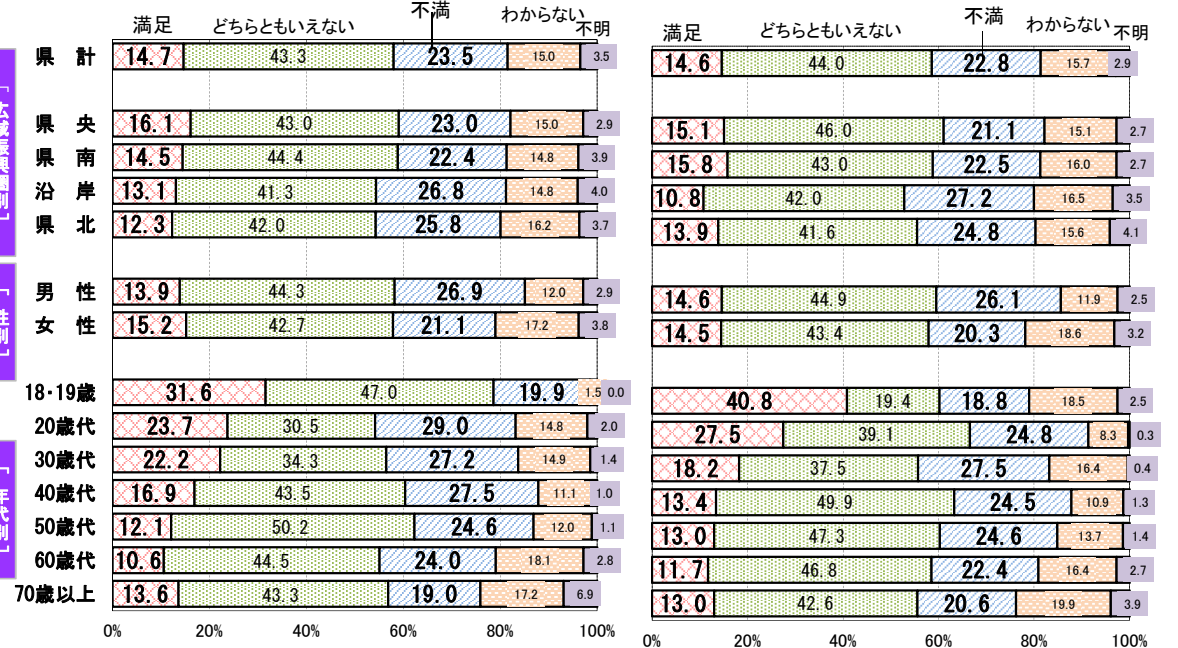 満足 どちらともいえない 不満 わからない 不明
県 計 14.7 43.3 23.5 15.0 3.5
県 央 16.1 43.0 23.0 15.0 2.9
県 南 14.5 44.4 22.4 14.8 3.9
沿 岸 13.1 41.3 26.8 14.8 4.0
県 北 12.3 42.0 25.8 16.2 3.7
男 性 13.9 44.3 26.9 12.0 2.9
女 性 15.2 42.7 21.1 17.2 3.8
18・19歳 31.6 47.0 19.9 1.5 0.0
20歳代 23.7 30.5 29.0 14.8 2.0
30歳代 22.2 34.3 27.2 14.9 1.4
40歳代 16.9 43.5 27.5 11.1 1.0
50歳代 12.1 50.2 24.6 12.0 1.1
60歳代 10.6 44.5 24.0 18.1 2.8
70歳以上 13.6 43.3 19.0 17.2 6.9
0% 20% 40% 60% 80% 100%
満足 どちらともいえない 不満 わからない 不明
14.6 44.0 22.8 15.7 2.9
15.1 46.0 21.1 15.1 2.7
15.8 43.0 22.5 16.0 2.7
10.8 42.0 27.2 16.5 3.5
13.9 41.6 24.8 15.6 4.1
14.6 44.9 26.1 11.9 2.5
14.5 43.4 20.3 18.6 3.2
40.8 19.4 18.8 18.5 2.5
27.5 39.1 24.8 8.3 0.3
18.2 37.5 27.5 16.4 0.4
13.4 49.9 24.5 10.9 1.3
13.0 47.3 24.6 13.7 1.4
11.7 46.8 22.4 16.4 2.7
13.0 42.6 20.6 19.9 3.9
0% 20% 40% 60% 80% 100%